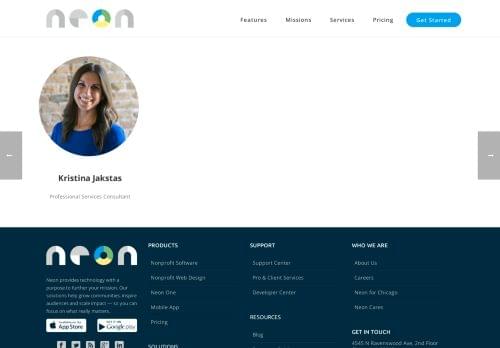 neon
Features Missions Services Pricing Get Started
←
→
Kristina Jakstas
Professional Services Consultant
neon
Neon provides technology with a
purpose to further your mission. Our
solutions help grow communities, inspire
audiences and scale impact — so you
can focus on what really matters.
App Store
Google play
PRODUCTS
Nonprofit Software
Nonprofit Web Design
Neon One
Mobile App
Pricing
SOLUTIONS
SUPPORT
Support Center
Pro & Client Services
Developer Center
RESOURCES
Blog
WHO WE ARE
About Us
Careers
Neon for Chicago
Neon Cares
GET IN TOUCH
4545 N Ravenswood Ave, 2nd Floor